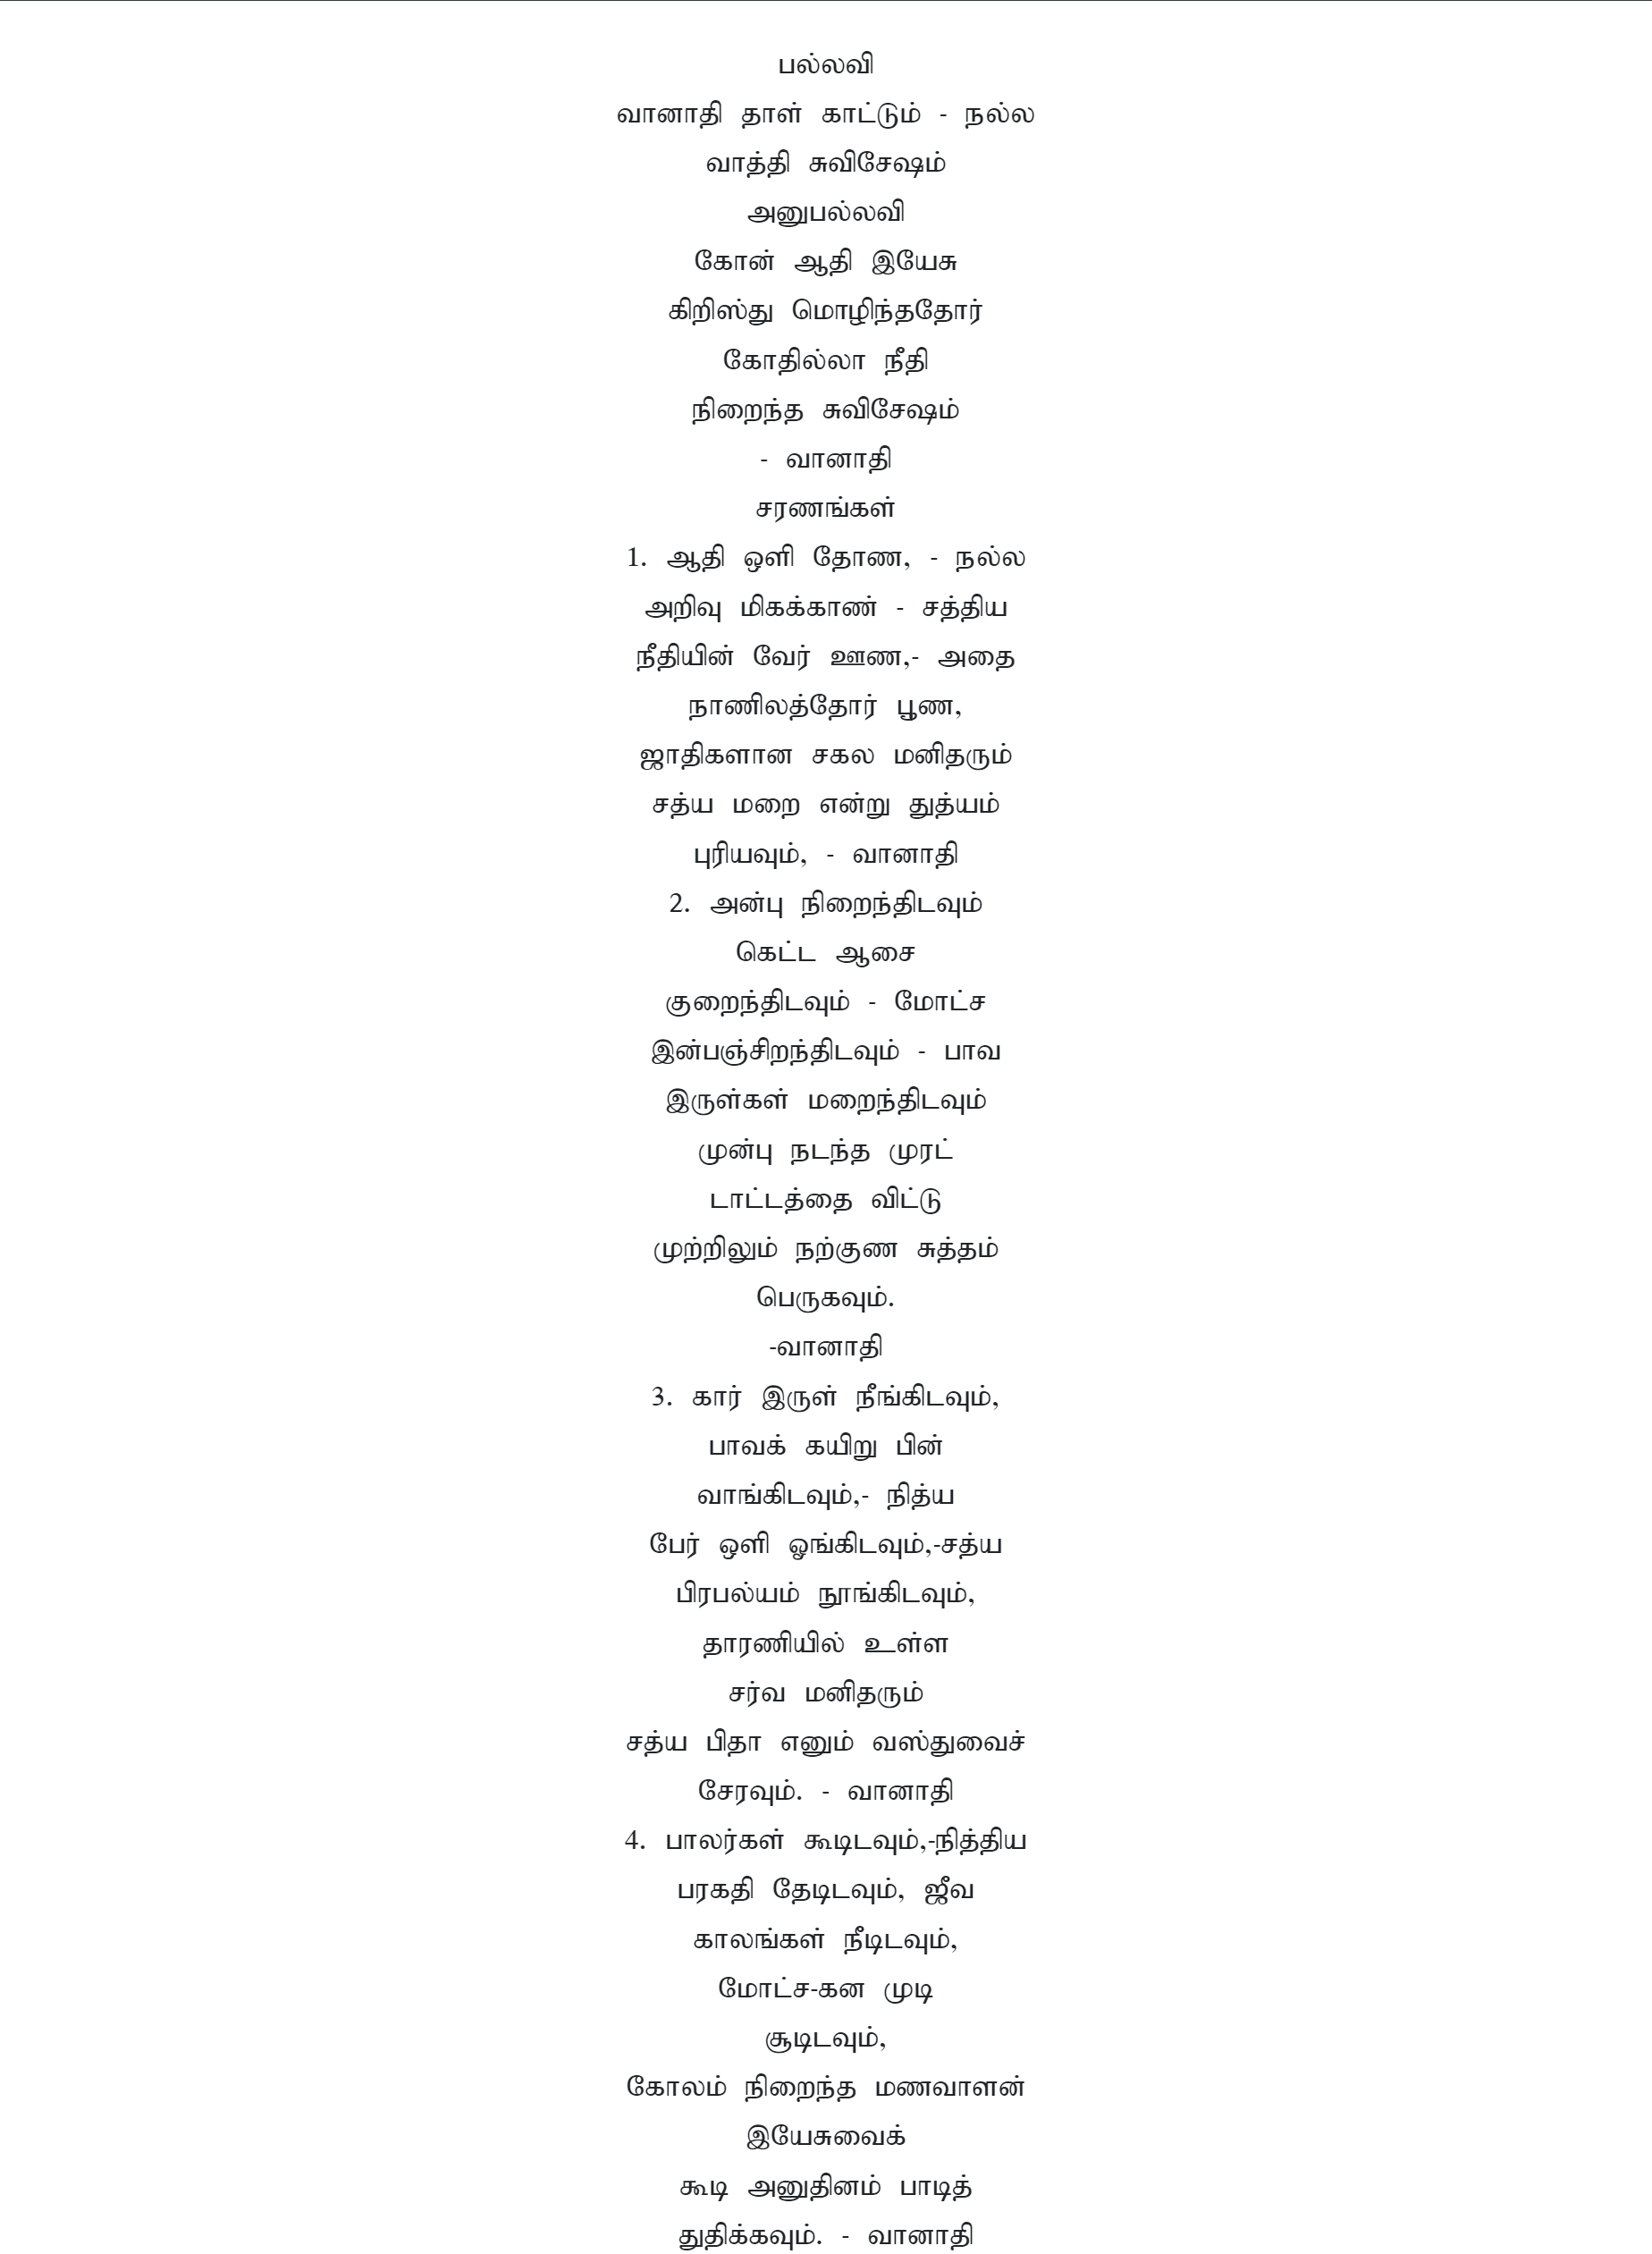 பல்லவி
வானாதி தாள் காட்டும் - நல்ல
வாத்தி சுவிசேஷம்
அனுபல்லவி
கோன் ஆதி இயேசு
கிறிஸ்து மொழிந்ததோர்
கோதில்லா நீதி
நிறைந்த சுவிசேஷம்
- வானாதி
சரணங்கள்
1. ஆதி ஒளி தோண, - நல்ல
அறிவு மிகக்காண் - சத்திய
நீதியின் வேர் ஊண,- அதை
நாணிலத்தோர் பூண,
ஜாதிகளான சகல மனிதரும்
சத்ய மறை என்று துத்யம்
புரியவும், - வானாதி
2. அன்பு நிறைந்திடவும்
கெட்ட ஆசை
குறைந்திடவும் - மோட்ச
இன்பஞ்சிறந்திடவும் - பாவ
இருள்கள் மறைந்திடவும்
முன்பு நடந்த முரட்
டாட்டத்தை விட்டு
முற்றிலும் நற்குண சுத்தம்
பெருகவும்.
-வானாதி
3. கார் இருள் நீங்கிடவும்,
பாவக் கயிறு பின்
வாங்கிடவும்,- நித்ய
பேர் ஒளி ஓங்கிடவும்,-சத்ய
பிரபல்யம் நூங்கிடவும்,
தாரணியில் உள்ள
சர்வ மனிதரும்
சத்ய பிதா எனும் வஸ்துவைச்
சேரவும். - வானாதி
4. பாலர்கள் கூடிடவும்,-நித்திய
பரகதி தேடிடவும், ஜீவ
காலங்கள் நீடிடவும்,
மோட்ச-கன முடி
சூடிடவும்,
கோலம் நிறைந்த மணவாளன்
இயேசுவைக்
கூடி அனுதினம் பாடித்
துதிக்கவும். - வானாதி